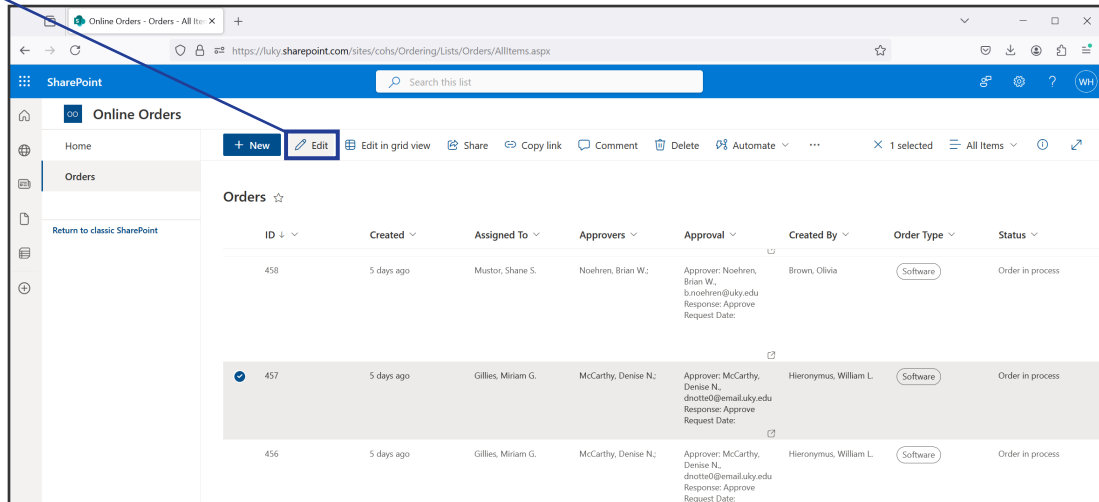 Online Orders - Orders - All Ite
https://luky.sharepoint.com/sites/cohs/Ordering/Lists/Orders/AllItems.aspx
SharePoint
Search this list
WH
OO Online Orders
Home
Orders
Return to classic SharePoint
+ New Edit Edit in grid view Share Copy link Comment Delete Automate ... 1 selected All Items
Orders
ID Created Assigned To Approvers Approval Created By Order Type Status
458 5 days ago Mustor, Shane S. Noehren, Brian W.; Approver: Noehren, Brown, Olivia Software Order in process
Brian W.,
b.noehren@uky.edu
Response: Approve
Request Date:
457 5 days ago Gillies, Miriam G. McCarthy, Denise N.; Approver: McCarthy, Hieronymus, William L. Software Order in process
Denise N.,
dnotte0@email.uky.edu
Response: Approve
Request Date:
456 5 days ago Gillies, Miriam G. McCarthy, Denise N.; Approver: McCarthy, Hieronymus, William L. Software Order in process
Denise N.,
dnotte0@email.uky.edu
Response: Approve
Request Date: